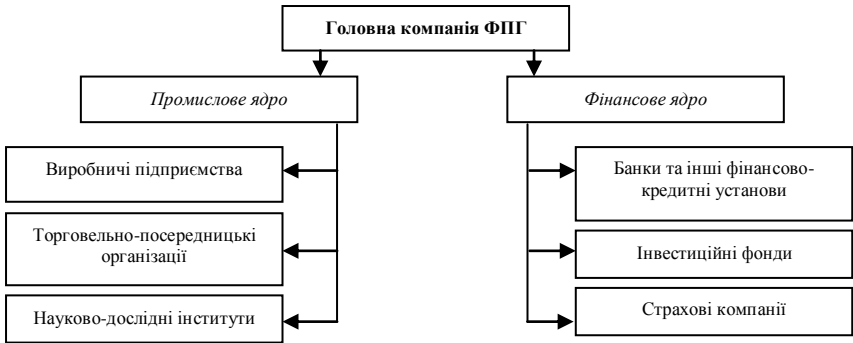 Головна компанія ФПГ
Промислове ядро
Фінансове ядро
Виробничі підприємства
Торговельно-посередницькі
організації
Науково-дослідні інститути
Банки та інші фінансово-
кредитні установи
Інвестиційні фонди
Страхові компанії